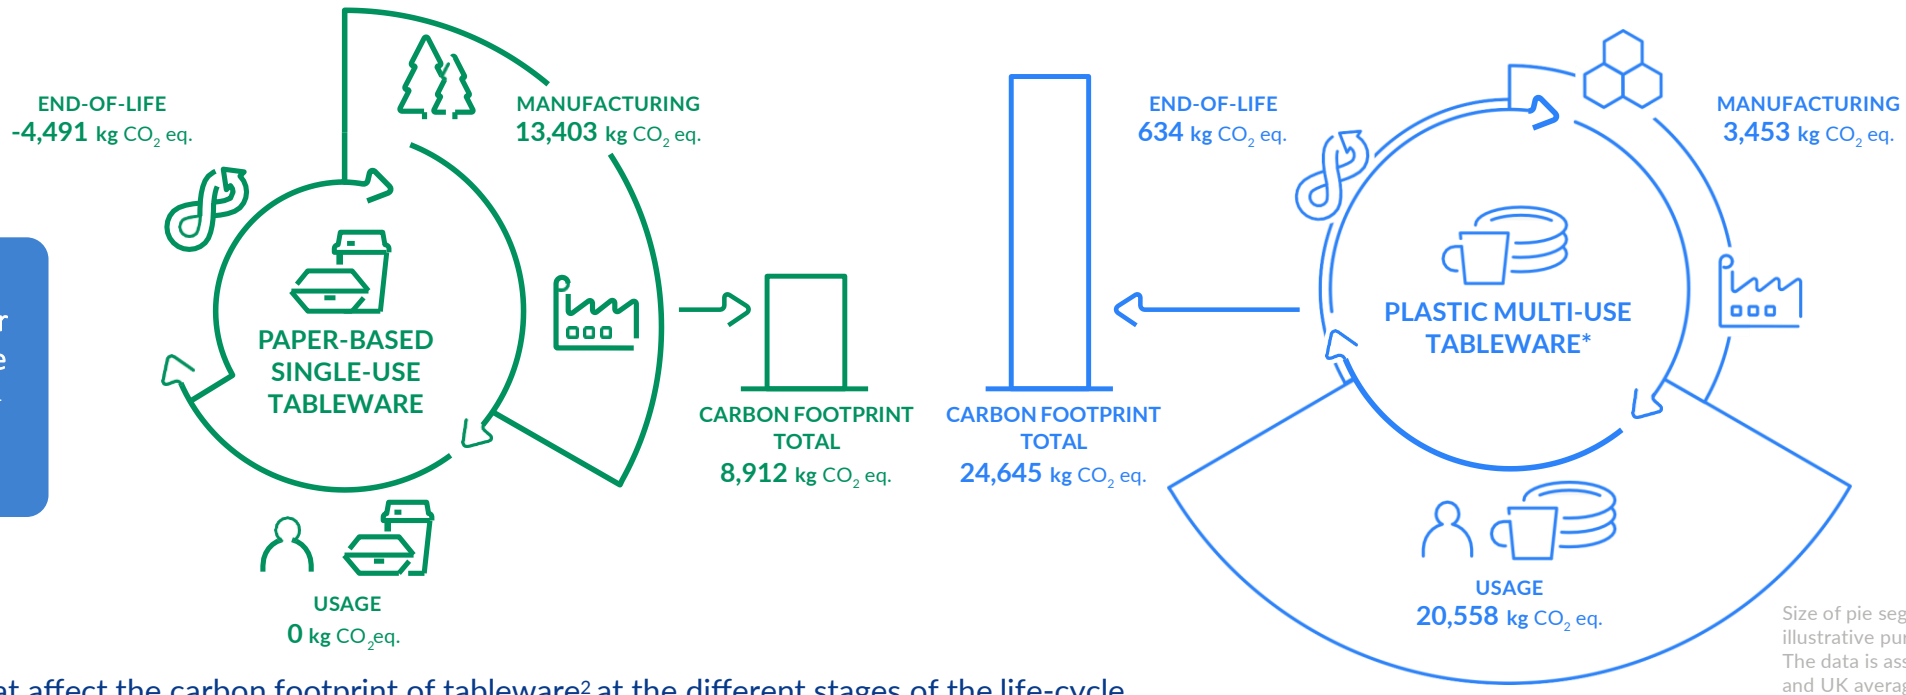 END-OF-LIFE
-4,491 kg CO₂ eq.
MANUFACTURING
13,403 kg CO₂ eq.
PAPER-BASED
SINGLE-USE
TABLEWARE
USAGE
0 kg CO₂eq.
CARBON FOOTPRINT
TOTAL
8,912 kg CO₂ eq.
CARBON FOOTPRINT
TOTAL
24,645 kg CO₂ eq.
END-OF-LIFE
634 kg CO₂ eq.
MANUFACTURING
3,453 kg CO₂ eq.
PLASTIC MULTI-USE
TABLEWARE*
USAGE
20,558 kg CO₂ eq.
Size of pie
illustrative
The data is
and UK
affect the carbon footprint of tableware² at the different stages of the life-cycle